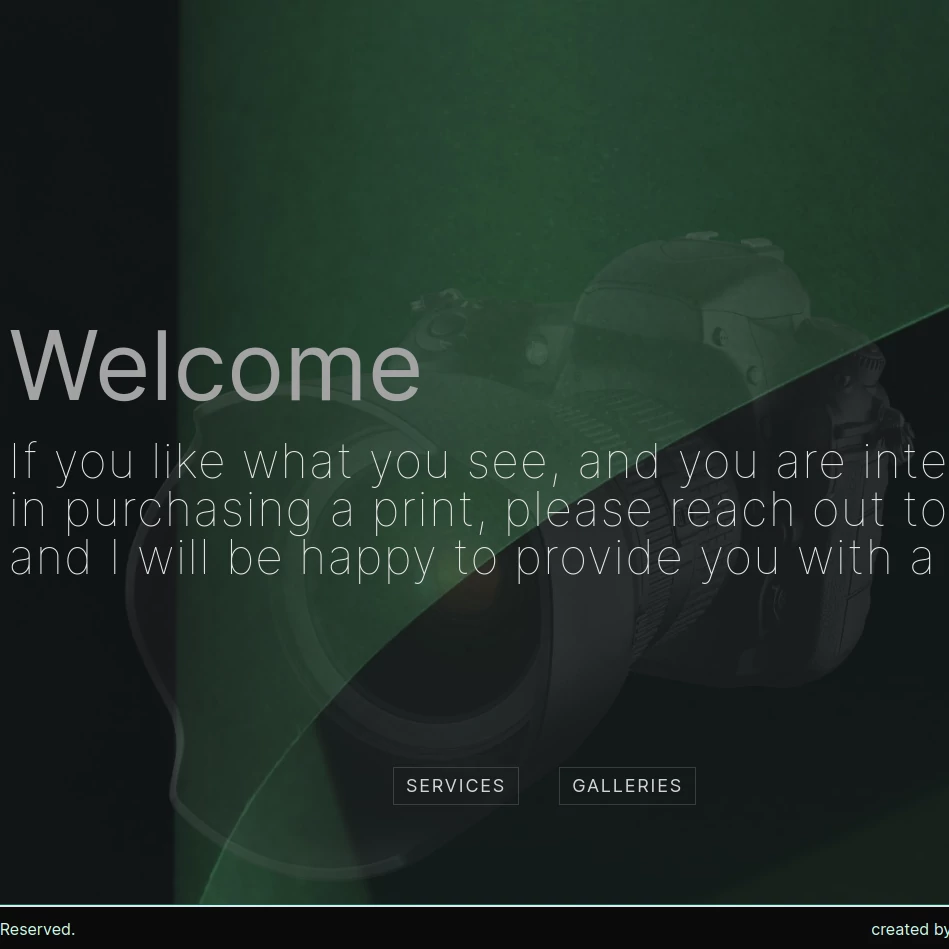 Welcome
If you like what you see, and you are inte
in purchasing a print, please reach out to
and I will be happy to provide you with a
SERVICES
GALLERIES
Reserved.
created by